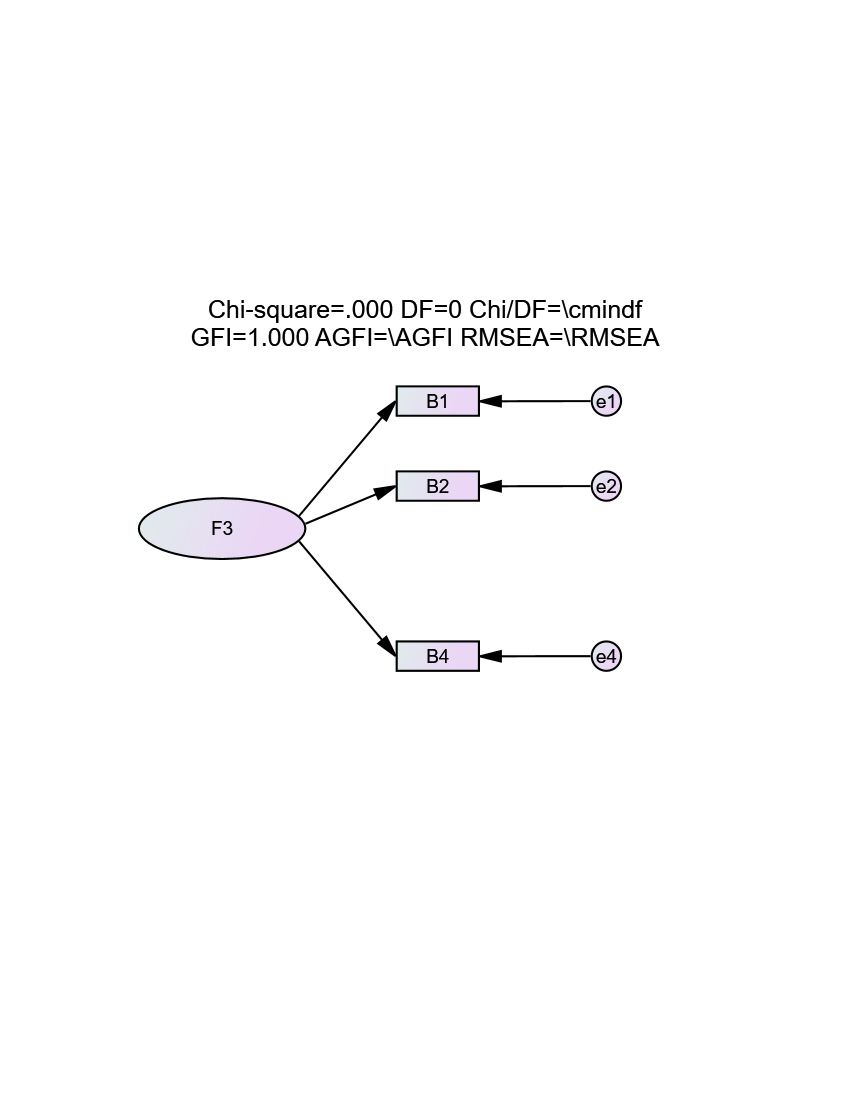 Chi-square=.000 DF=0 Chi/DF=\cmindf
GFI=1.000 AGFI=\AGFI RMSEA=\RMSEA
B1
e1
B2
e2
F3
B4
e4